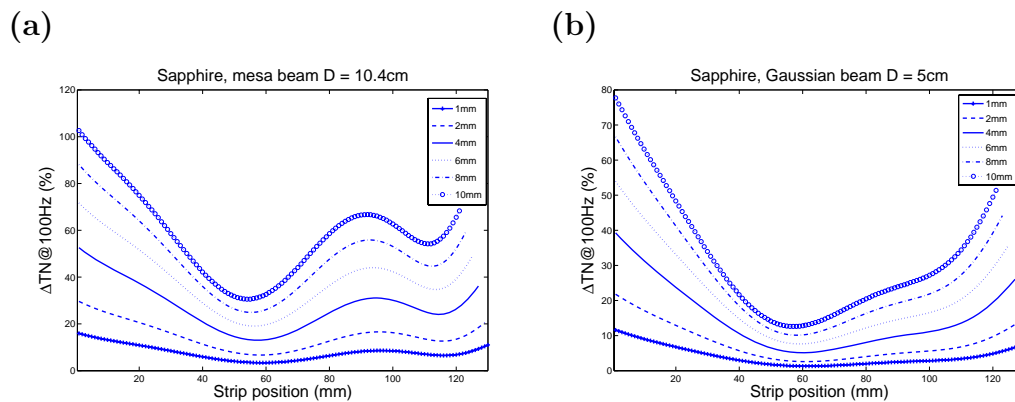 (a)
Sapphire, mesa beam D = 10.4cm
120
100
80
60
40
20
0
ΔTN@100Hz (%)
1mm
2mm
4mm
6mm
8mm
10mm
20 40 60 80 100 120
Strip position (mm)
(b)
Sapphire, Gaussian beam D = 5cm
80
70
60
50
40
30
20
10
0
ΔTN@100Hz (%)
1mm
2mm
4mm
6mm
8mm
10mm
20 40 60 80 100 120
Strip position (mm)